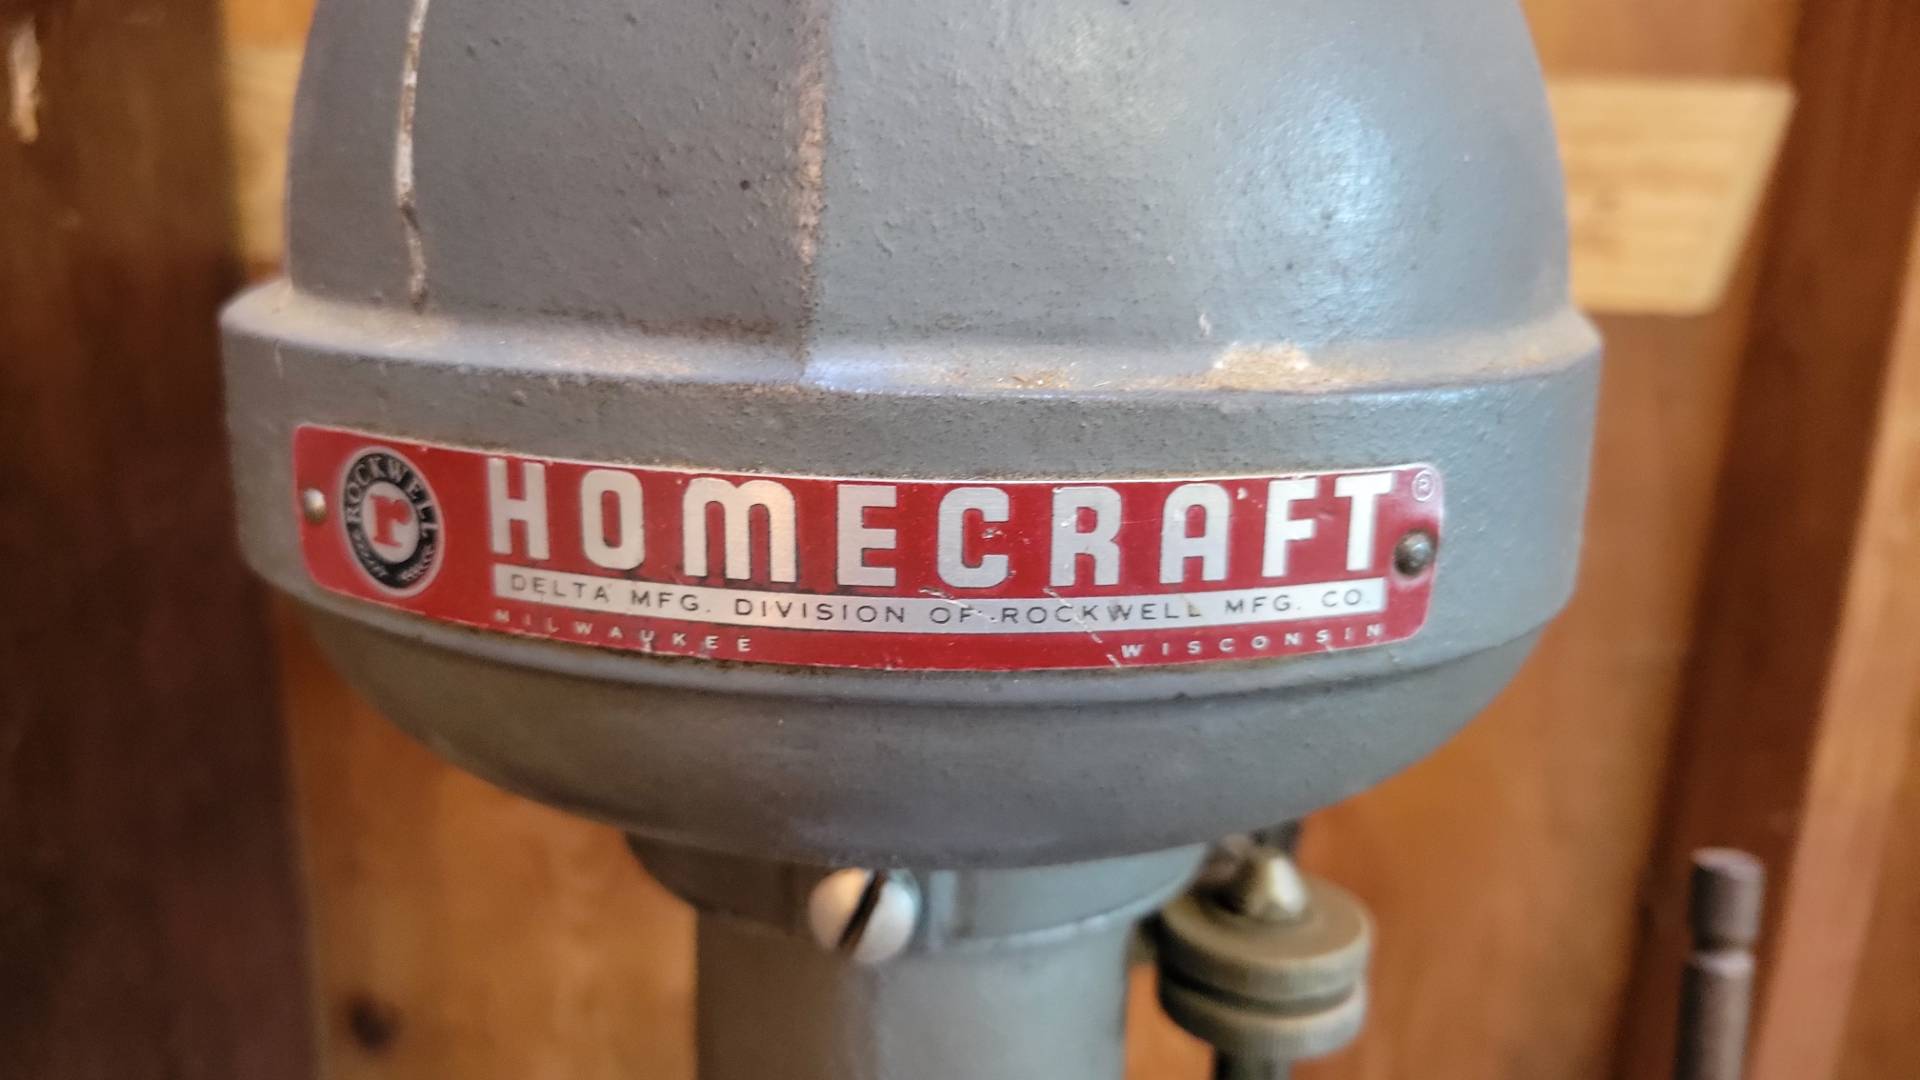 ROCKWELL
r
HOMECRAFT ®
DELTA MFG. DIVISION OF ROCKWELL MFG. CO.
MILWAUKEE WISCONSIN